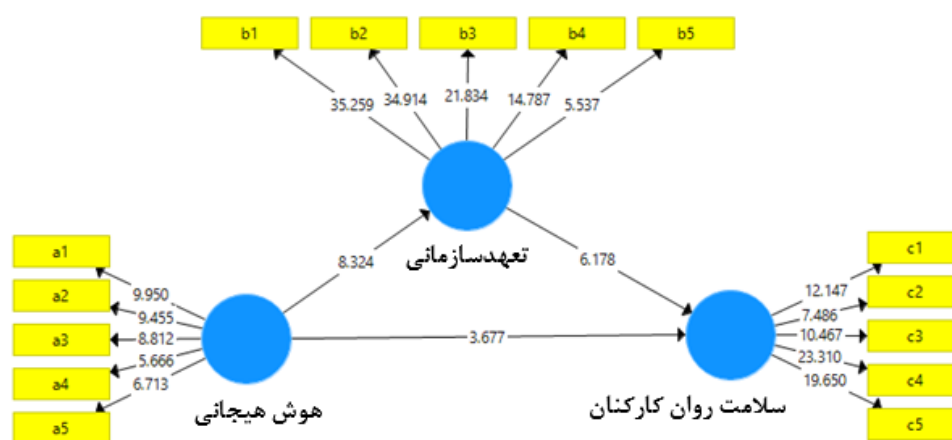 b1 b2 b3 b4 b5
35.259 34.914 21.834 14.787 5.537
تعهدسازمانی
8.324 6.178
a1 c1
a2 c2
a3 c3
a4 c4
a5 c5
9.950 12.147
9.455 7.486
8.812 3.677 10.467
5.666 23.310
6.713 19.650
هوش هیجانی
سلامت روان کارکنان